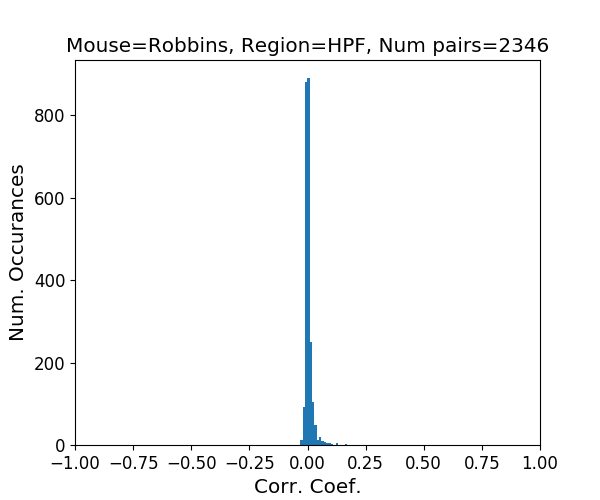 Mouse=Robbins, Region=HPF, Num pairs=2346
Num. Occurances
800
600
400
200
0
−1.00 −0.75 −0.50 −0.25 0.00 0.25 0.50 0.75 1.00
Corr. Coef.